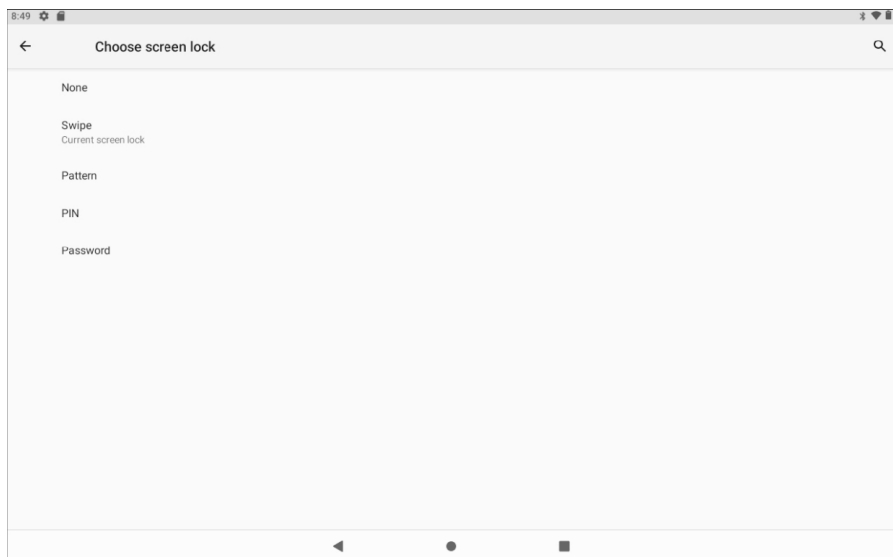 8:49
Choose screen lock
None
Swipe
Current screen lock
Pattern
PIN
Password